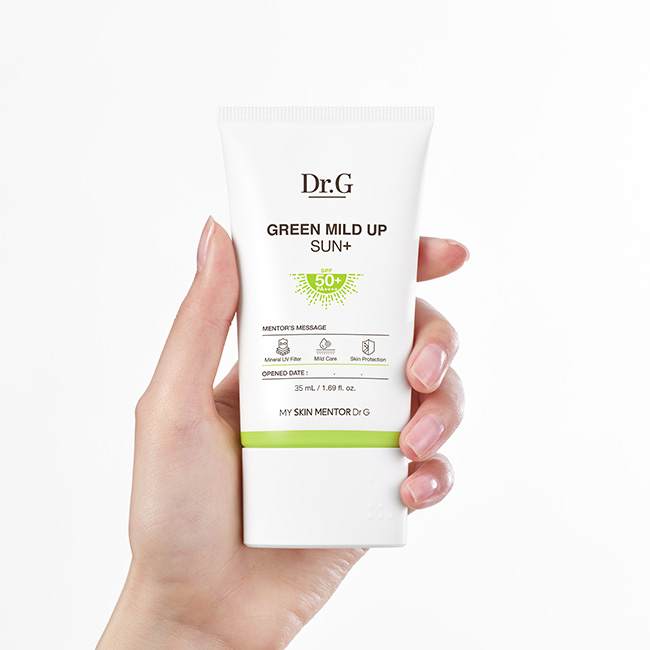 Dr.G
GREEN MILD UP
SUN+
SPF
50+
PA++++
MENTOR'S MESSAGE
Mineral UV Filter Mild Care Skin Protection
OPENED DATE : . .
35 mL / 1.69 fl. oz.
MY SKIN MENTOR Dr G